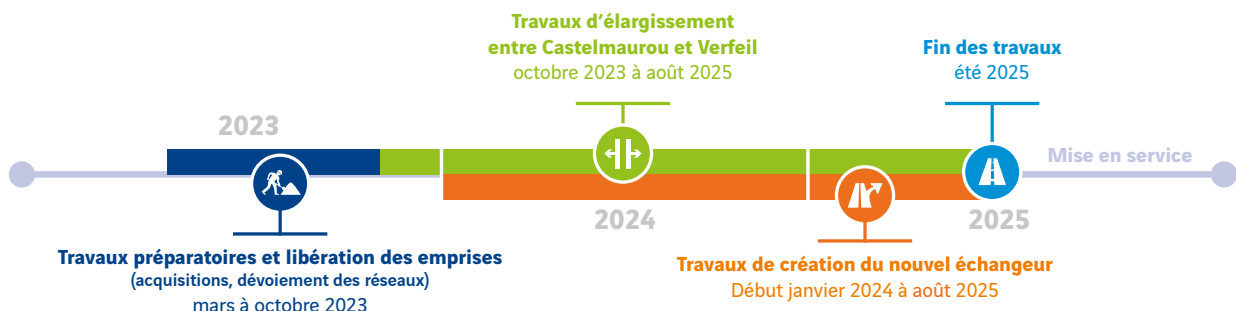 Travaux d’élargissement
entre Castelmaurou et Verfeil
octobre 2023 à août 2025
Fin des travaux
été 2025
2023
Mise en service
2024
2025
Travaux préparatoires et libération des emprises
(acquisitions, dévoiement des réseaux)
mars à octobre 2023
Travaux de création du nouvel échangeur
Début janvier 2024 à août 2025